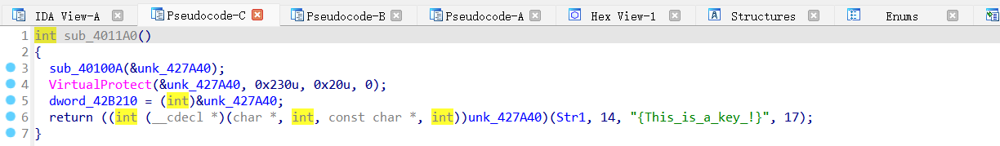 IDA View-A Pseudocode-C Pseudocode-B Pseudocode-A Hex View-1 Structures Enums
1 int sub_4011A0()
2 {
3 sub_40100A(&unk_427A40);
4 VirtualProtect(&unk_427A40, 0x230u, 0x20u, 0);
5 dword_42B210 = (int)&unk_427A40;
6 return ((int (__cdecl *)(char *, int, const char *, int))unk_427A40)(Str1, 14, "{This_is_a_key_!}", 17);
7 }